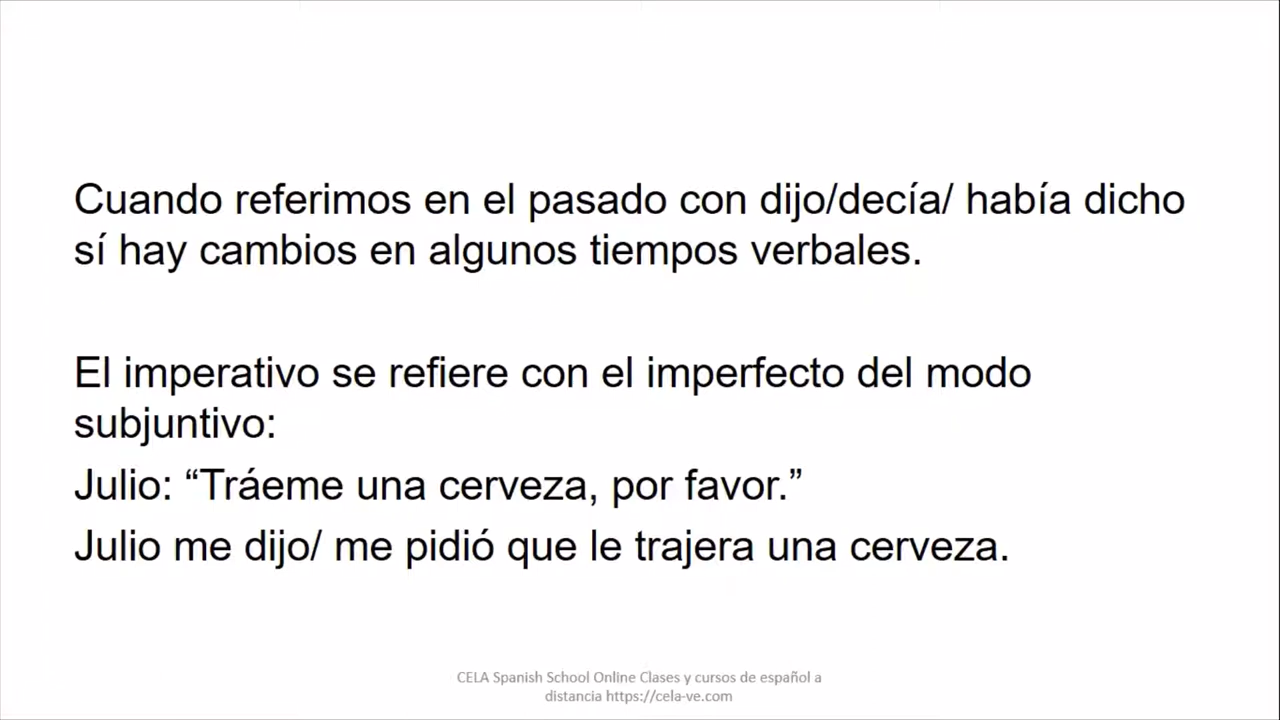 Cuando referimos en el pasado con dijo/decía/ había dicho
sí hay cambios en algunos tiempos verbales.
El imperativo se refiere con el imperfecto del modo
subjuntivo:
Julio: “Tráeme una cerveza, por favor.”
Julio me dijo/ me pidió que le trajera una cerveza.
CELA Spanish School Online Clases y cursos de español a
distancia https://cela-ve.com